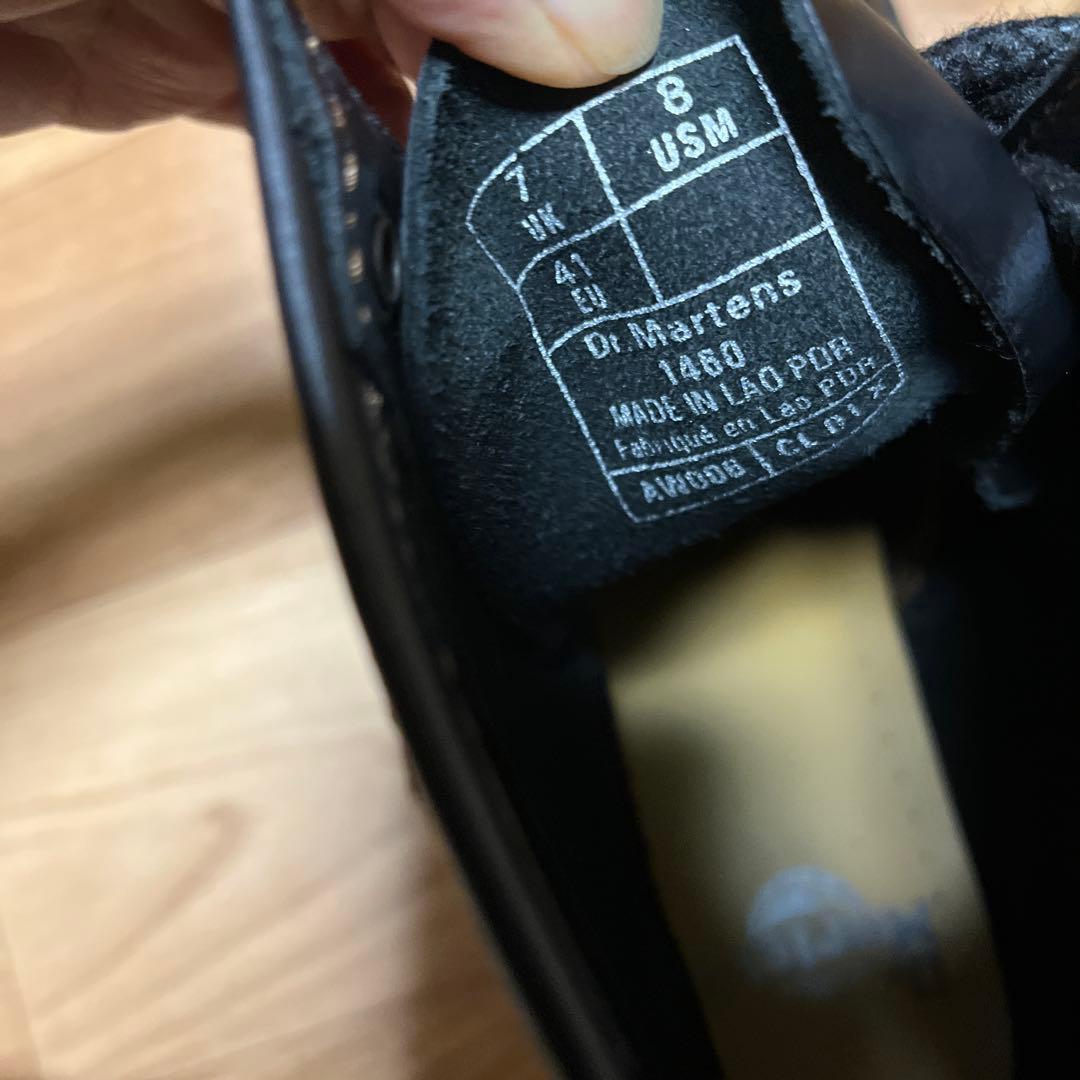 7 UK
8 USM
41 EU
Dr. Martens
1460
MADE IN LAO PDR
Fabriqué en Lao PDR
AW006